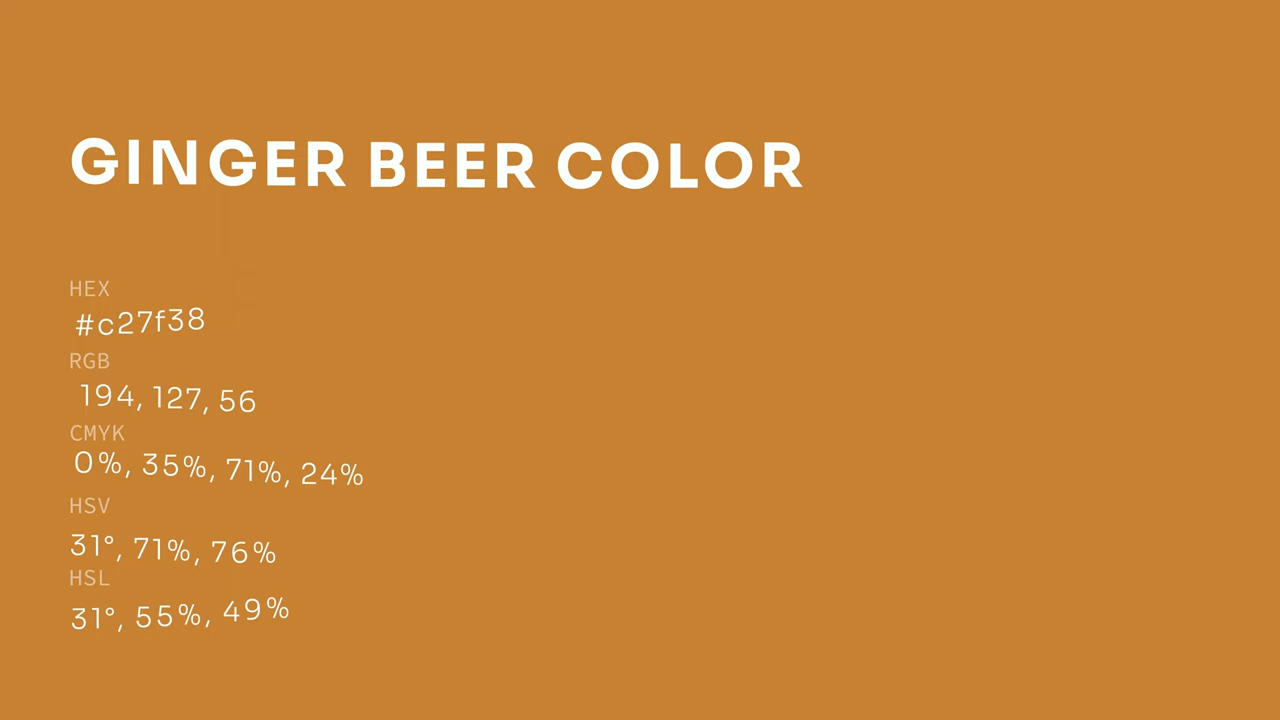 GINGER BEER COLOR
HEX
#c27f38
RGB
194, 127, 56
CMYK
0%, 35%, 71%, 24%
HSV
31°, 71%, 76%
HSL
31°, 55%, 49%